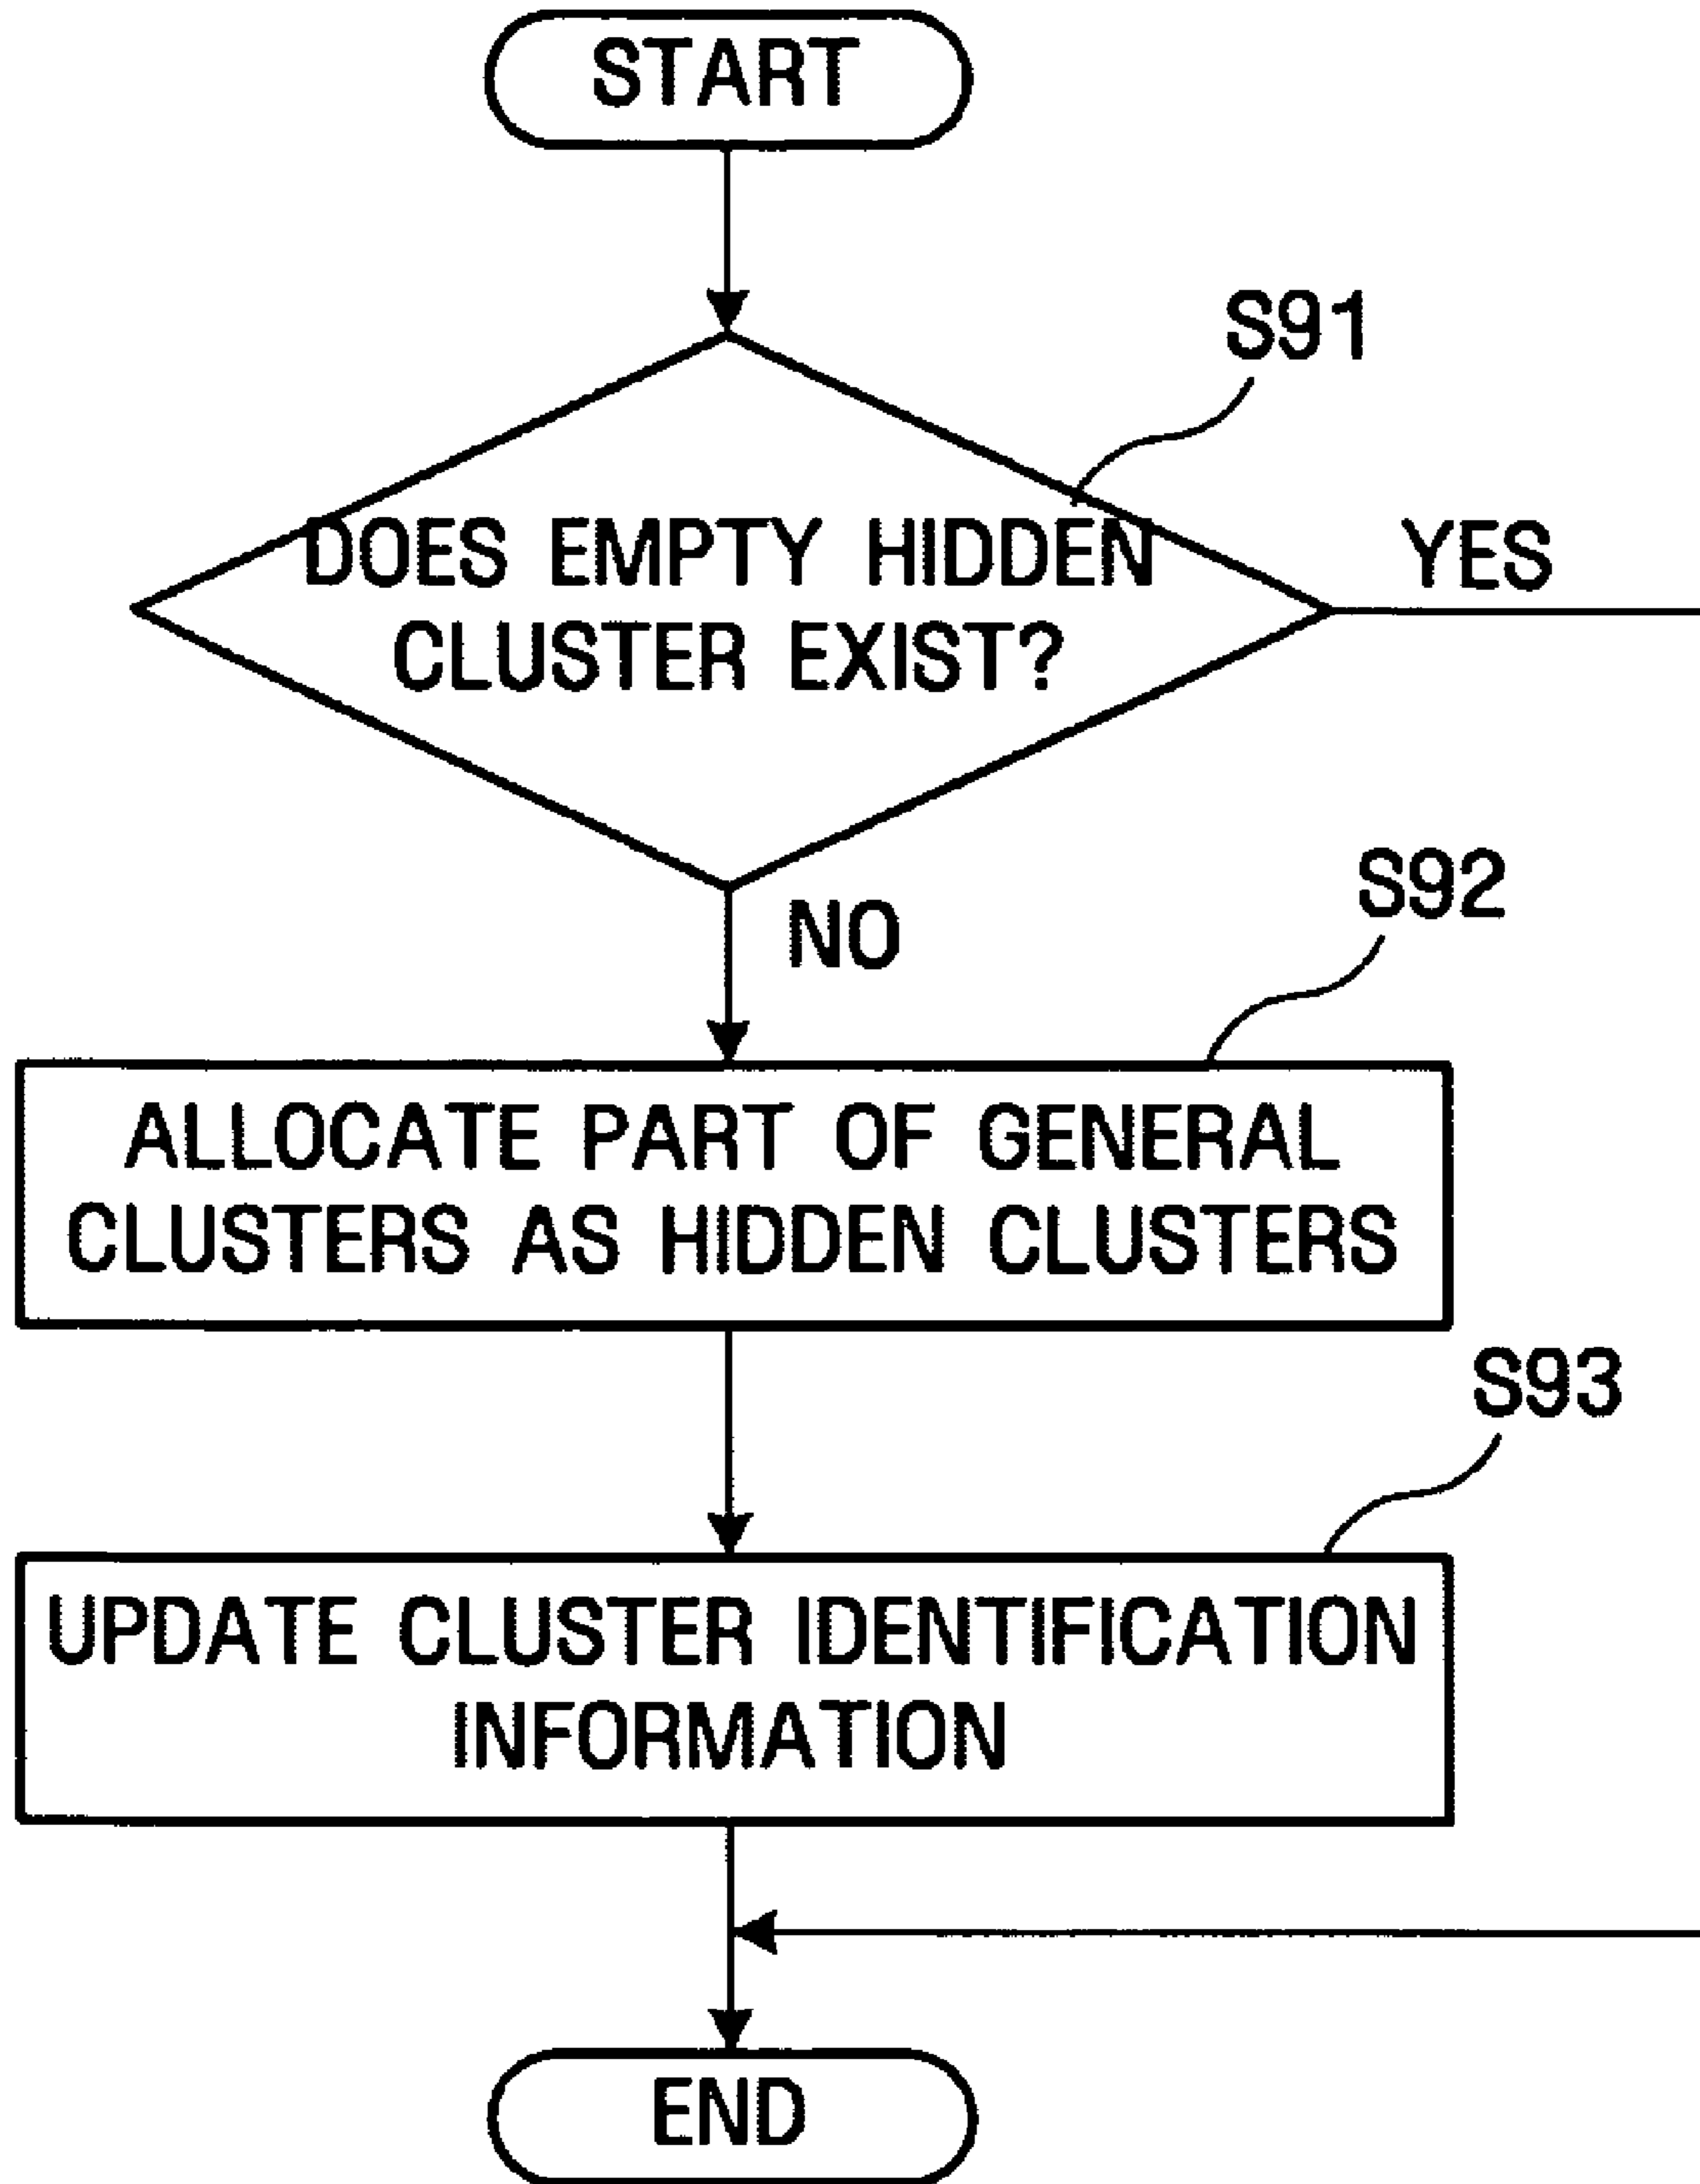 START
S91
DOES EMPTY HIDDEN
CLUSTER EXIST?
YES
NO
S92
ALLOCATE PART OF GENERAL
CLUSTERS AS HIDDEN CLUSTERS
S93
UPDATE CLUSTER IDENTIFICATION
INFORMATION
END